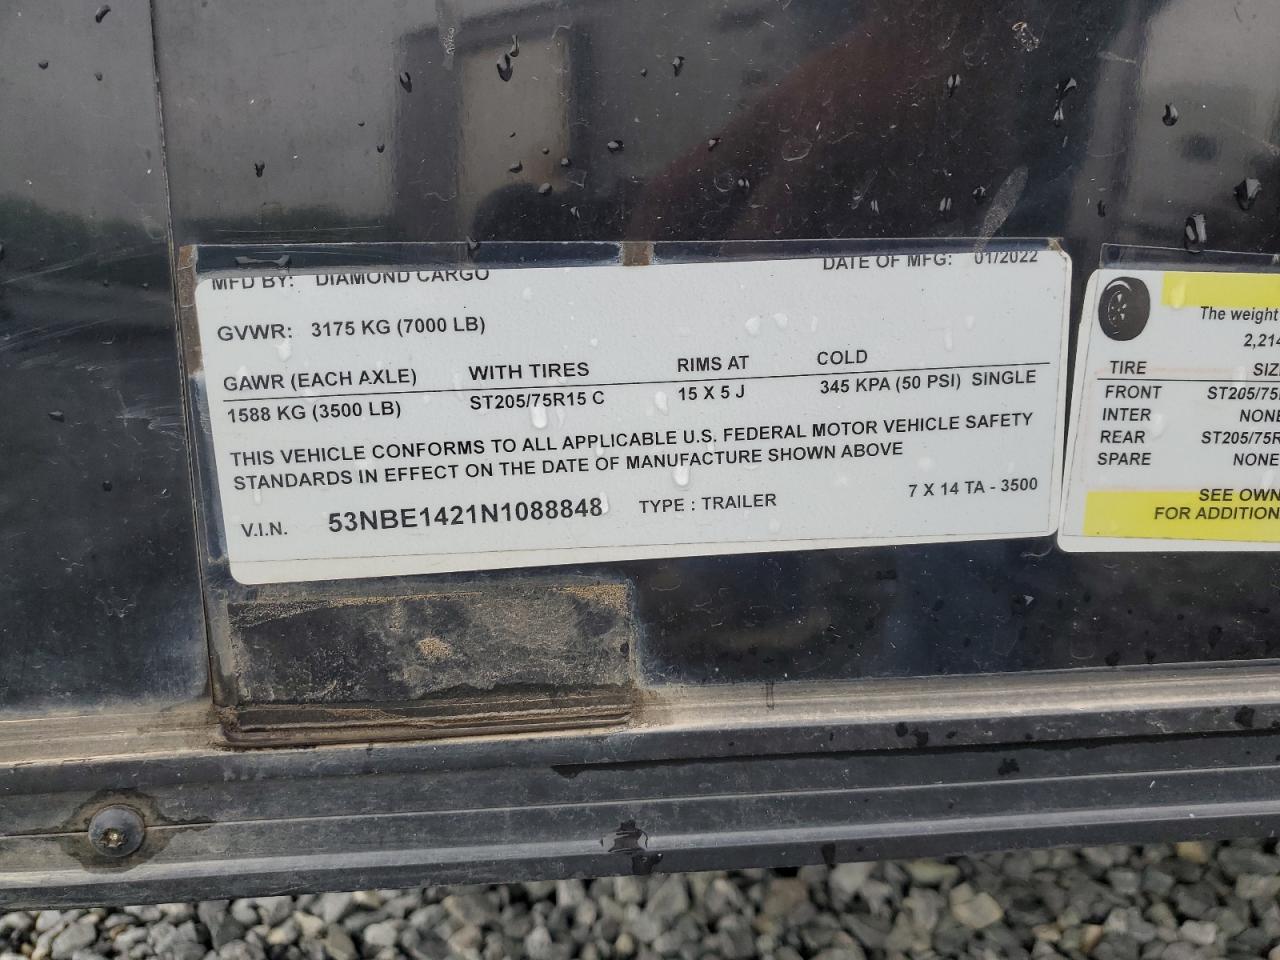 MFD BY: DIAMOND CARGO DATE OF MFG: 01/2022
GVWR: 3175 KG (7000 LB)
GAWR (EACH AXLE) WITH TIRES RIMS AT COLD
1588 KG (3500 LB) ST205/75R15 C 15 X 5 J 345 KPA (50 PSI) SINGLE
THIS VEHICLE CONFORMS TO ALL APPLICABLE U.S. FEDERAL MOTOR VEHICLE SAFETY
STANDARDS IN EFFECT ON THE DATE OF MANUFACTURE SHOWN ABOVE
V.I.N. 53NBE1421N1088848 TYPE : TRAILER 7 X 14 TA - 3500
The weight
2,214
TIRE SIZ
FRONT ST205/75
INTER NONE
REAR ST205/75R
SPARE NONE
SEE OWN
FOR ADDITION